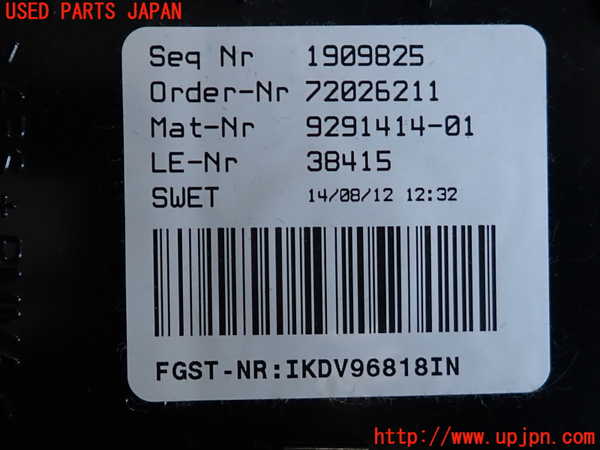 USED PARTS JAPAN
Seq Nr 1909825
Order-Nr 72026211
Mat-Nr 9291414-01
LE-Nr 38415
SWET 14/08/12 12:32
FGST-NR:IKDV96818IN
http://www.upjpn.com/